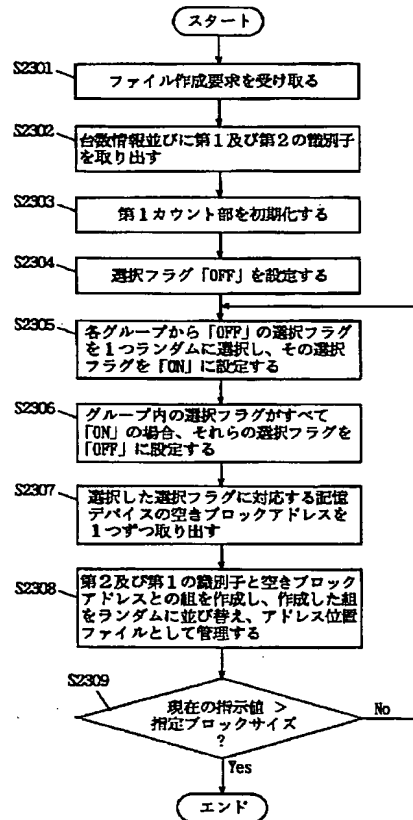 スタート
S2301
ファイル作成要求を受け取る
S2302
台数情報並びに第1及び第2の識別子
を取り出す
S2303
第1カウント部を初期化する
S2304
選択フラグ「OFF」を設定する
S2305
各グループから「OFF」の選択フラグ
を1つランダムに選択し、その選択
フラグを「ON」に設定する
S2306
グループ内の選択フラグがすべて
「ON」の場合、それらの選択フラグを
「OFF」に設定する
S2307
選択した選択フラグに対応する記憶
デバイスの空きブロックアドレスを
1つずつ取り出す
S2308
第2及び第1の識別子と空きブロック
アドレスとの組を作成し、作成した組
をランダムに並び替え、アドレス位置
ファイルとして管理する
S2309
現在の指示値 >
指定ブロックサイズ
?
No
Yes
エンド